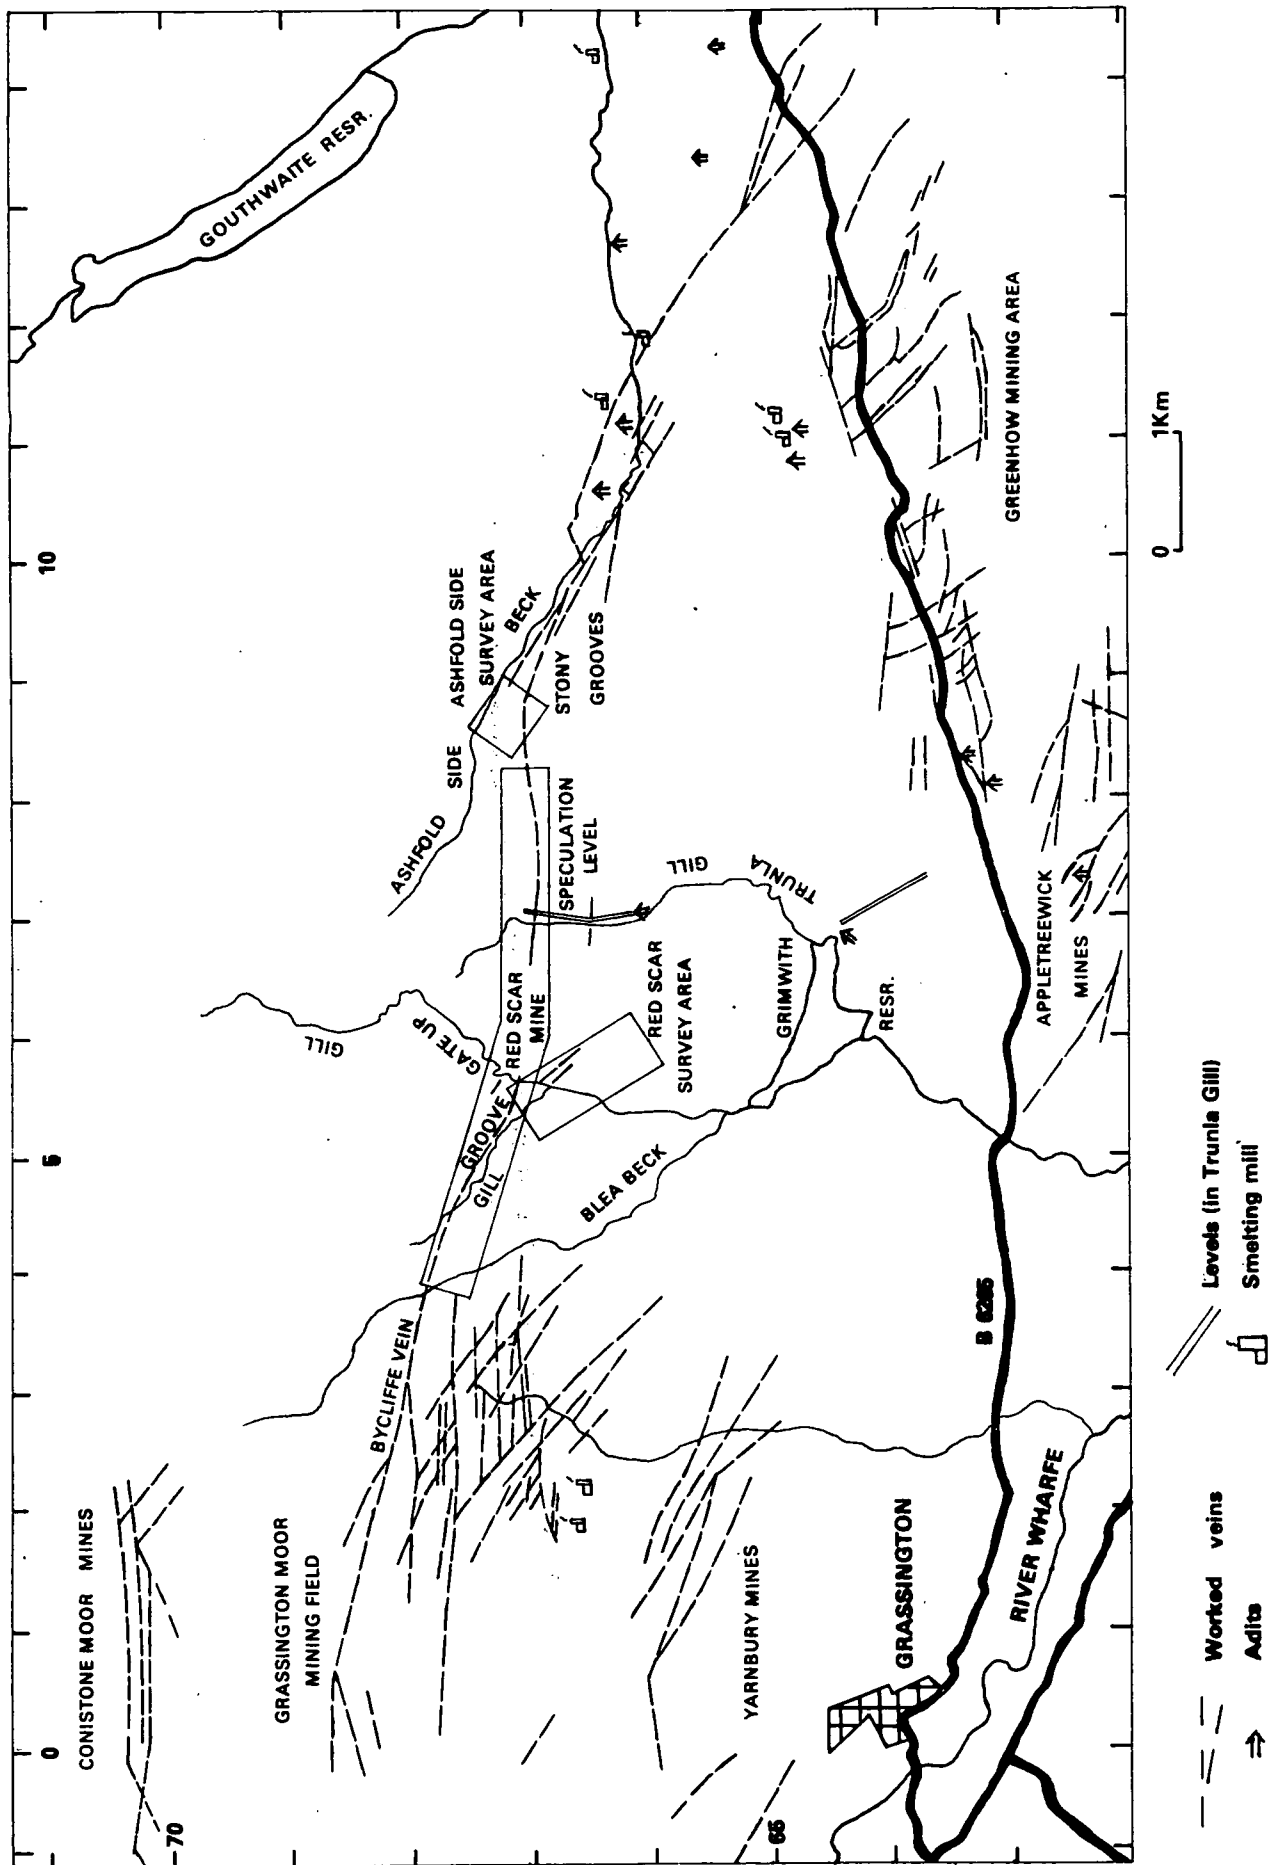 GOUTHWAITE RESR.
10
ASHFOLD SIDE
SURVEY AREA
BECK
SIDE
ASHFOLD
STONY
GROOVES
GREENHOW MINING AREA
SPECULATION
LEVEL
GILL
TRUNLA
GILL
GATE UP
RED SCAR
MINE
RED SCAR
SURVEY AREA
GRIMWITH
RESR.
APPLETREEWICK
MINES
5
GROOVE
GILL
BLEA BECK
BYCLIFFE VEIN
B 6265
CONISTONE MOOR MINES
GRASSINGTON MOOR
MINING FIELD
YARNBURY MINES
GRASSINGTON
RIVER WHARFE
0
70
65
0 1Km
Worked veins
Adits
Levels (in Trunla Gill)
Smelting mill